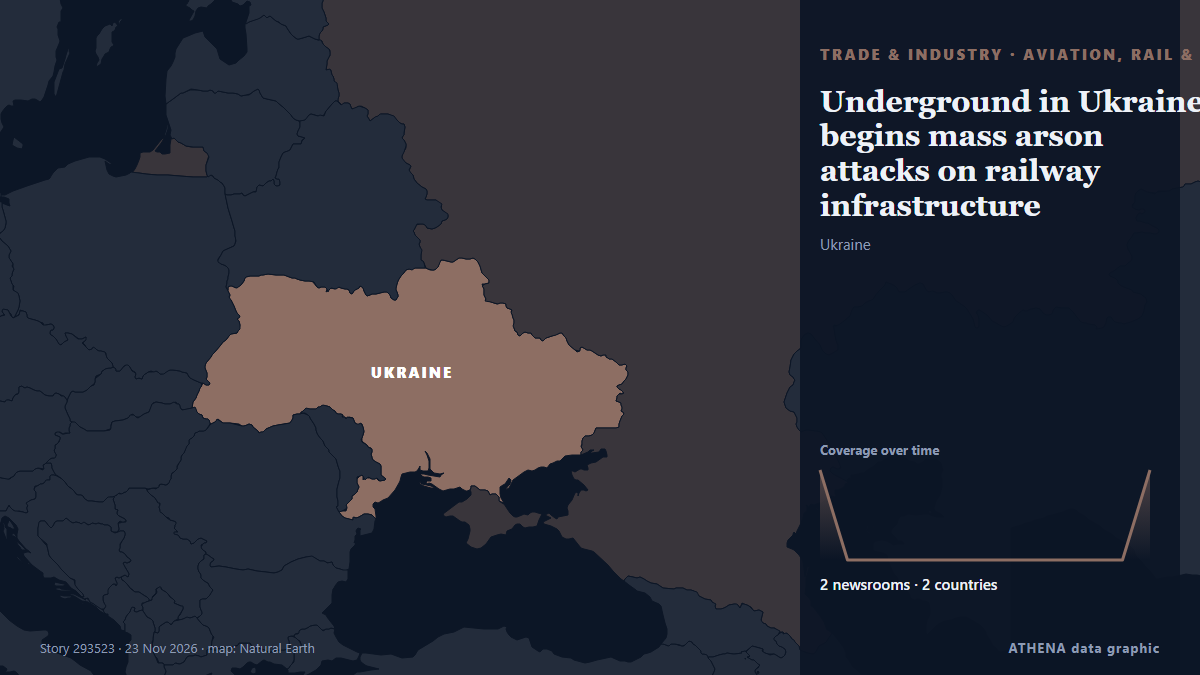 TRADE & INDUSTRY · AVIATION, RAIL &
Underground in Ukraine
begins mass arson
attacks on railway
infrastructure
Ukraine
UKRAINE
Coverage over time
2 newsrooms · 2 countries
Story 293523 · 23 Nov 2026 · map: Natural Earth
ATHENA data graphic